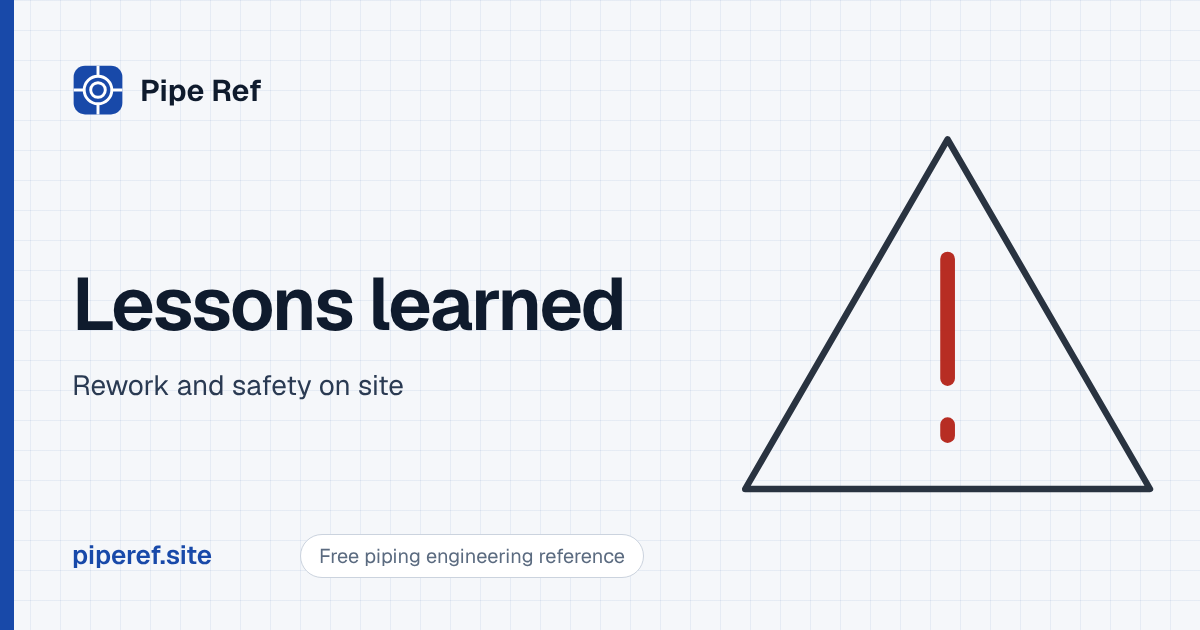 Pipe Ref
Lessons learned
Rework and safety on site
piperef.site
Free piping engineering reference